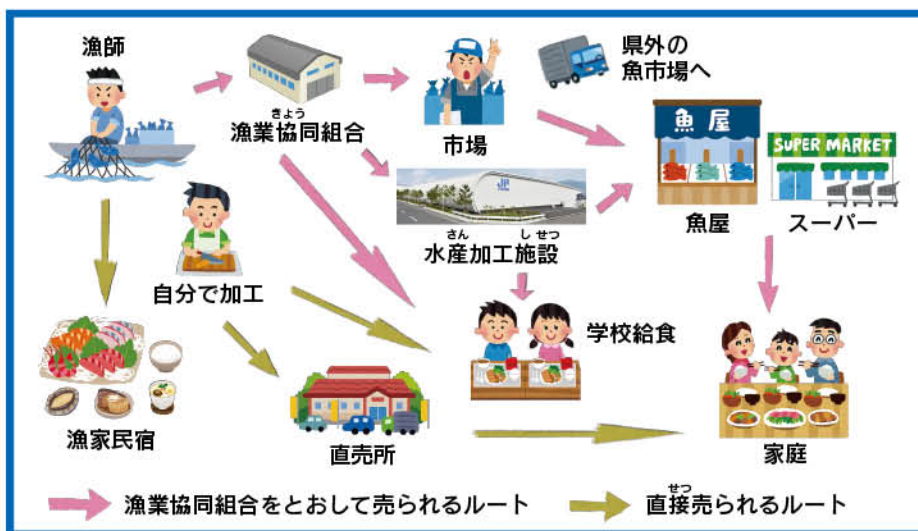 漁師
漁業協同組合
きょう
市場
県外の
魚市場へ
魚屋
SUPER MARKET
魚屋
スーパー
JP
水産加工施設
さん
し せつ
自分で加工
学校給食
漁家民宿
直売所
家庭
漁業協同組合をとおして売られるルート
直接売られるルート
せつ